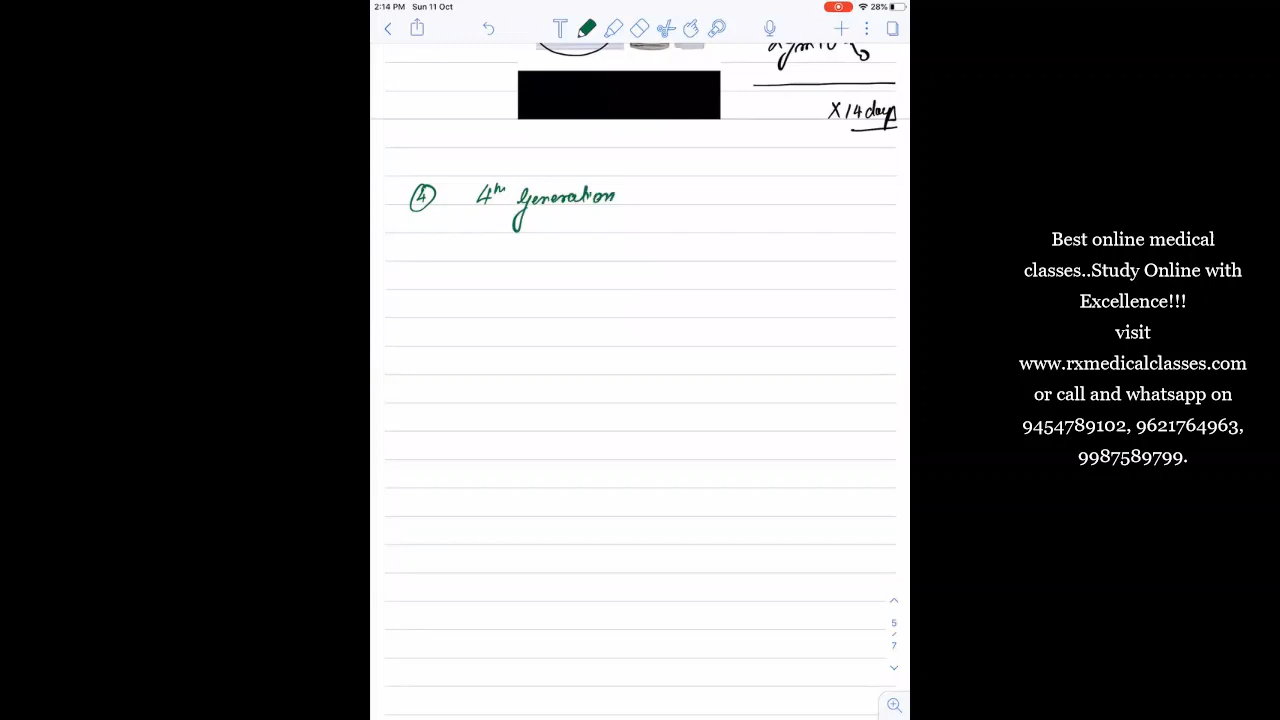 2:14 PM Sun 11 Oct
28%
X 14 days
④ 4th Generation
5
7
Best online medical
classes..Study Online with
Excellence!!!
visit
www.rxmedicalclasses.com
or call and whatsapp on
9454789102, 9621764963,
9987589799.